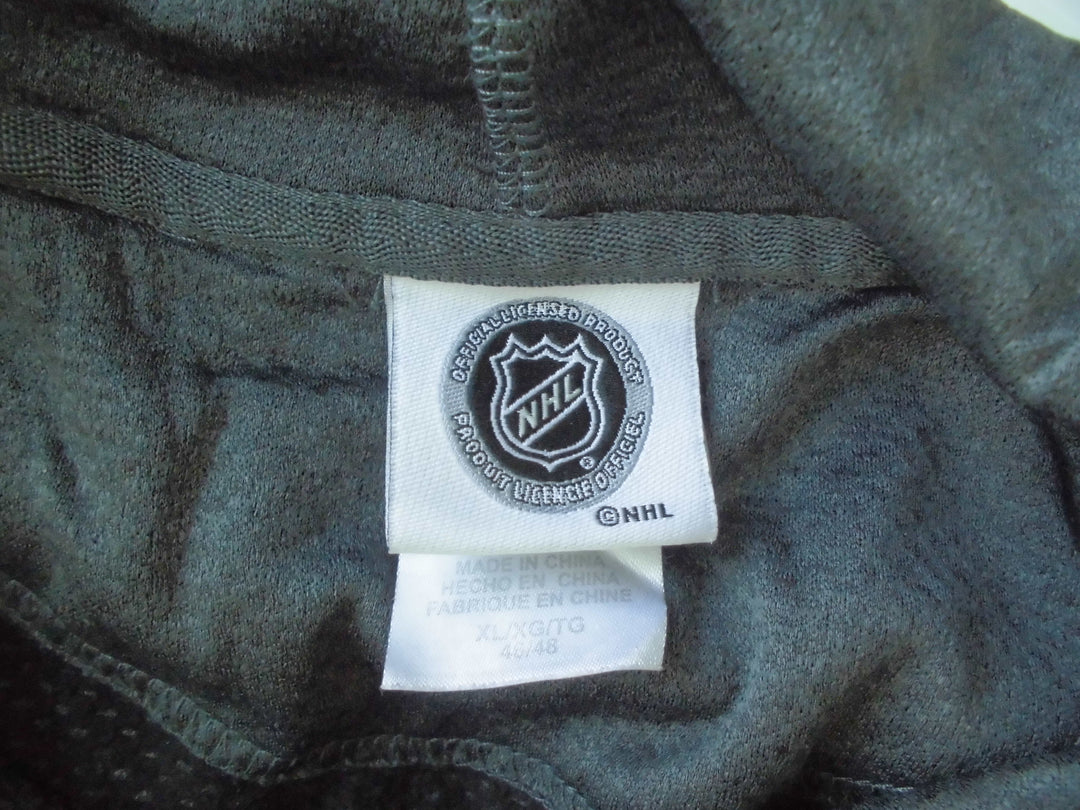 OFFICIAL LICENSED PRODUCT
NHL
®
PRODUIT LICENCIE OFFICIEL
©NHL
MADE IN CHINA
HECHO EN CHINA
FABRIQUE EN CHINE
XL/XG/TG
46/48